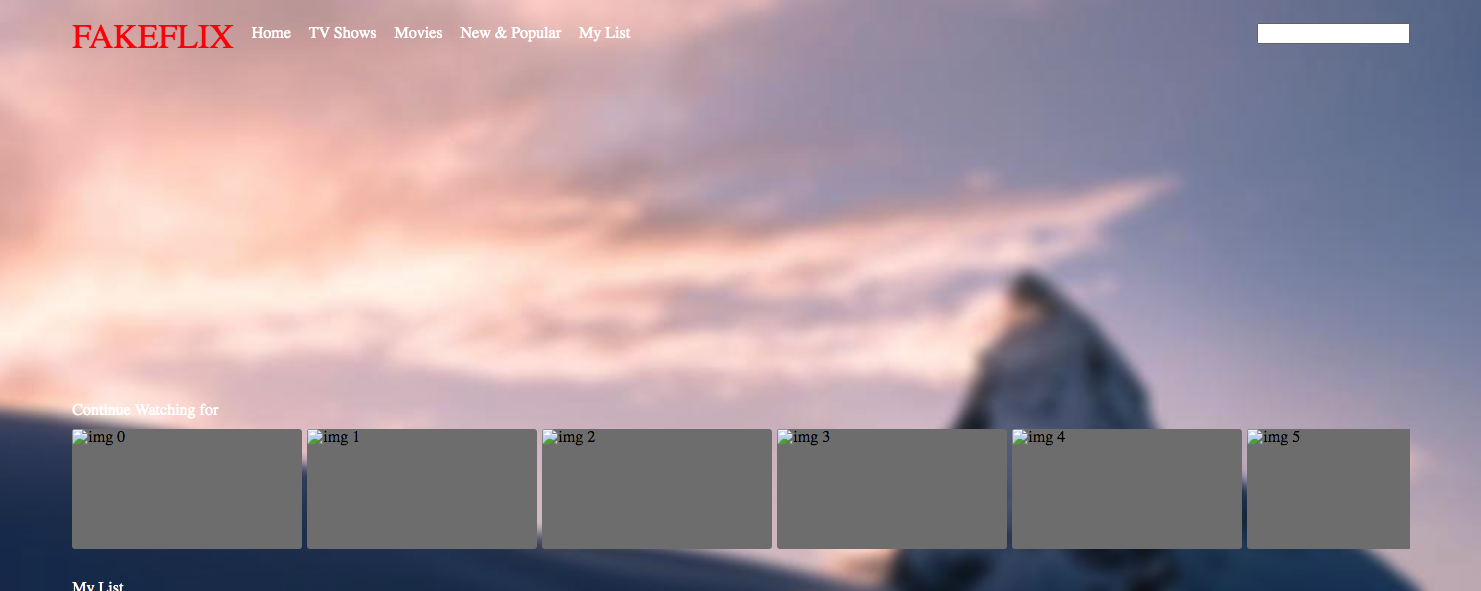 FAKEFLIX Home TV Shows Movies New & Popular My List
Continue Watching for
img 0 img 1 img 2 img 3 img 4 img 5
My List